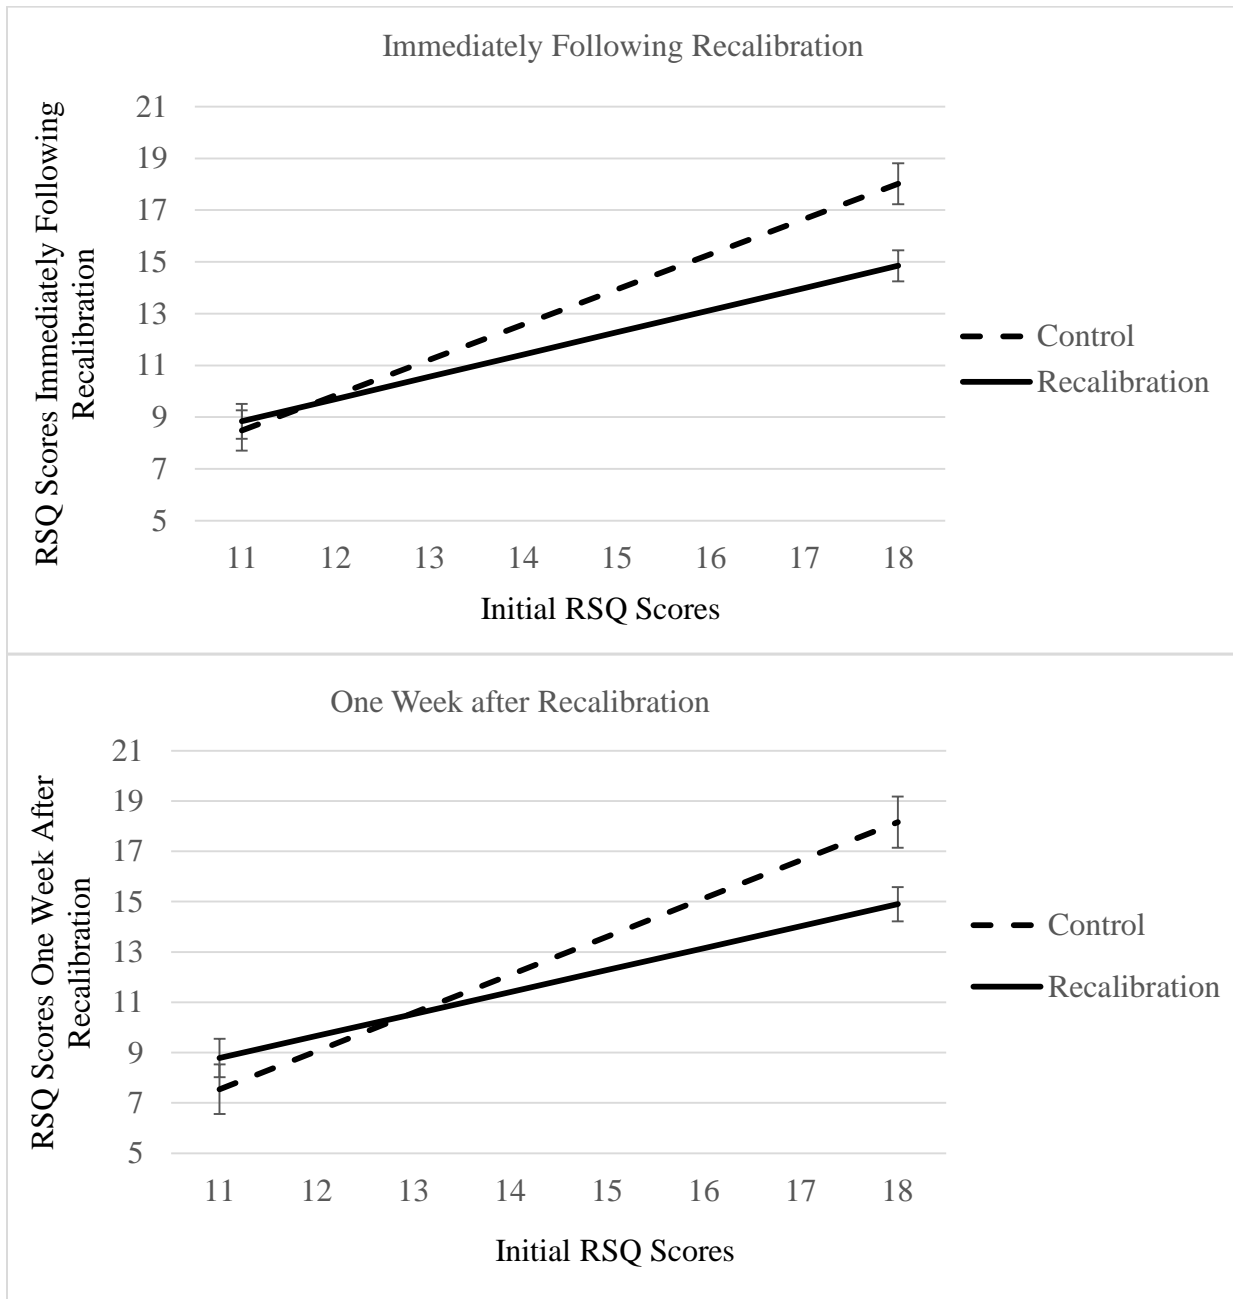 Immediately Following Recalibration
RSQ Scores Immediately Following
Recalibration
21
19
17
15
13
11
9
7
5
11 12 13 14 15 16 17 18
Initial RSQ Scores
Control
Recalibration
One Week after Recalibration
RSQ Scores One Week After
Recalibration
21
19
17
15
13
11
9
7
5
11 12 13 14 15 16 17 18
Initial RSQ Scores
Control
Recalibration